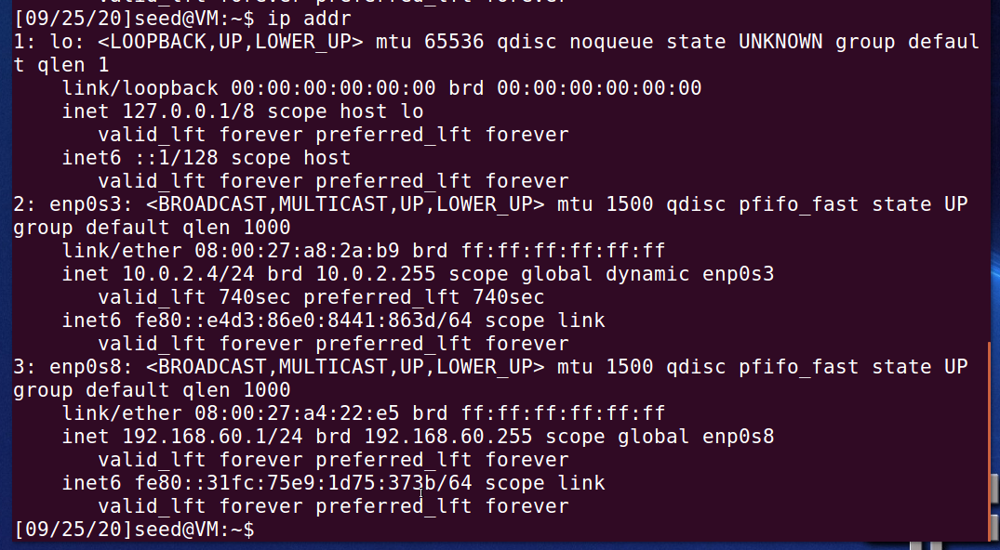 [09/25/20]seed@VM:~$ ip addr
1: lo: <LOOPBACK,UP,LOWER_UP> mtu 65536 qdisc noqueue state UNKNOWN group defaul
t qlen 1
    link/loopback 00:00:00:00:00:00 brd 00:00:00:00:00:00
    inet 127.0.0.1/8 scope host lo
       valid_lft forever preferred_lft forever
    inet6 ::1/128 scope host
       valid_lft forever preferred_lft forever
2: enp0s3: <BROADCAST,MULTICAST,UP,LOWER_UP> mtu 1500 qdisc pfifo_fast state UP
group default qlen 1000
    link/ether 08:00:27:a8:2a:b9 brd ff:ff:ff:ff:ff:ff
    inet 10.0.2.4/24 brd 10.0.2.255 scope global dynamic enp0s3
       valid_lft 740sec preferred_lft 740sec
    inet6 fe80::e4d3:86e0:8441:863d/64 scope link
       valid_lft forever preferred_lft forever
3: enp0s8: <BROADCAST,MULTICAST,UP,LOWER_UP> mtu 1500 qdisc pfifo_fast state UP
group default qlen 1000
    link/ether 08:00:27:a4:22:e5 brd ff:ff:ff:ff:ff:ff
    inet 192.168.60.1/24 brd 192.168.60.255 scope global enp0s8
       valid_lft forever preferred_lft forever
    inet6 fe80::31fc:75e9:1d75:373b/64 scope link
       valid_lft forever preferred_lft forever
[09/25/20]seed@VM:~$